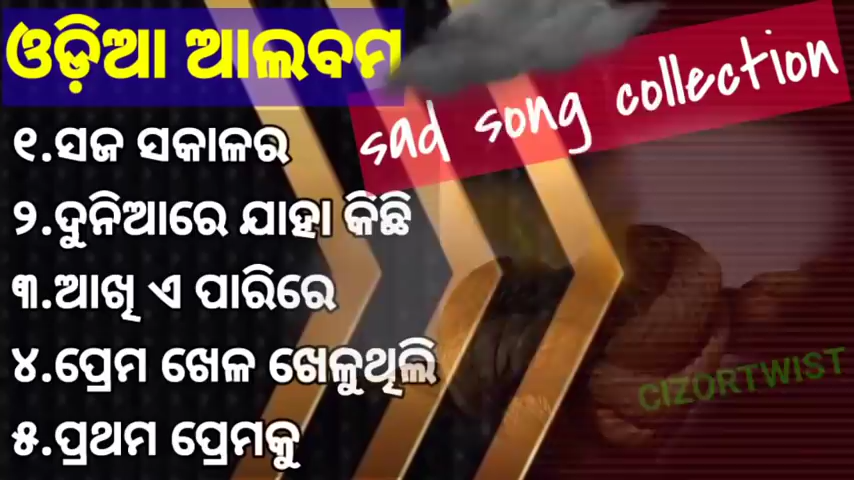 ଓଡ଼ିଆ ଆଲବମ
sad song collection
୧.ସଜ ସକାଳର
୨.ଦୁନିଆରେ ଯାହା କିଛି
୩.ଆଖି ଏ ପାରିରେ
୪.ପ୍ରେମ ଖେଳ ଖେଳୁଥିଲି
୫.ପ୍ରଥମ ପ୍ରେମକୁ
CIZORTWIST